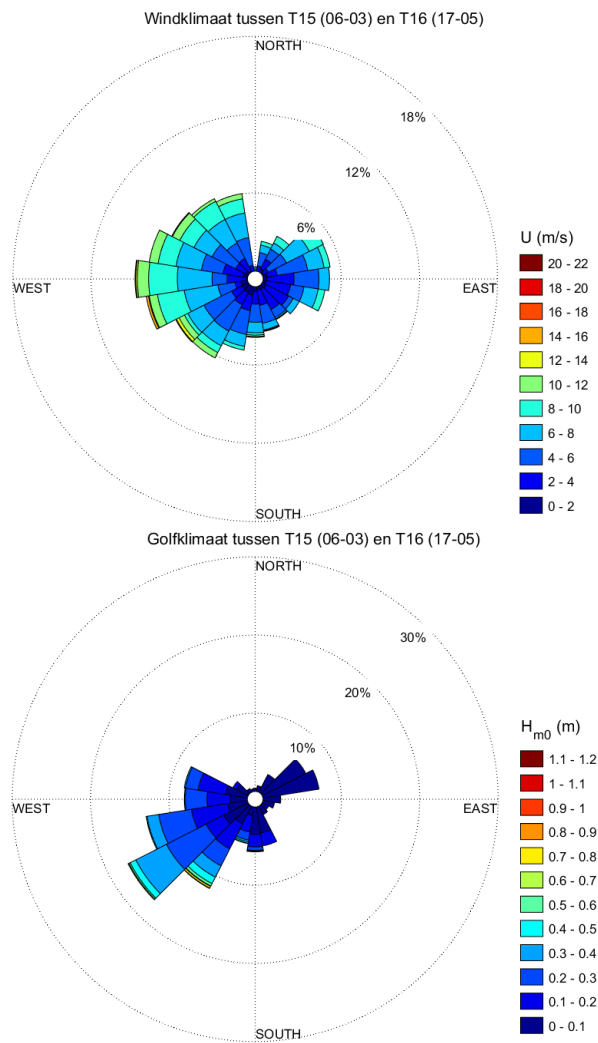 Windklimaat tussen T15 (06-03) en T16 (17-05)
NORTH
18%
12%
6%
WEST
EAST
SOUTH
U (m/s)
20 - 22
18 - 20
16 - 18
14 - 16
12 - 14
10 - 12
8 - 10
6 - 8
4 - 6
2 - 4
0 - 2
Golfklimaat tussen T15 (06-03) en T16 (17-05)
NORTH
30%
20%
10%
WEST
EAST
SOUTH
H_m0 (m)
1.1 - 1.2
1 - 1.1
0.9 - 1
0.8 - 0.9
0.7 - 0.8
0.6 - 0.7
0.5 - 0.6
0.4 - 0.5
0.3 - 0.4
0.2 - 0.3
0.1 - 0.2
0 - 0.1